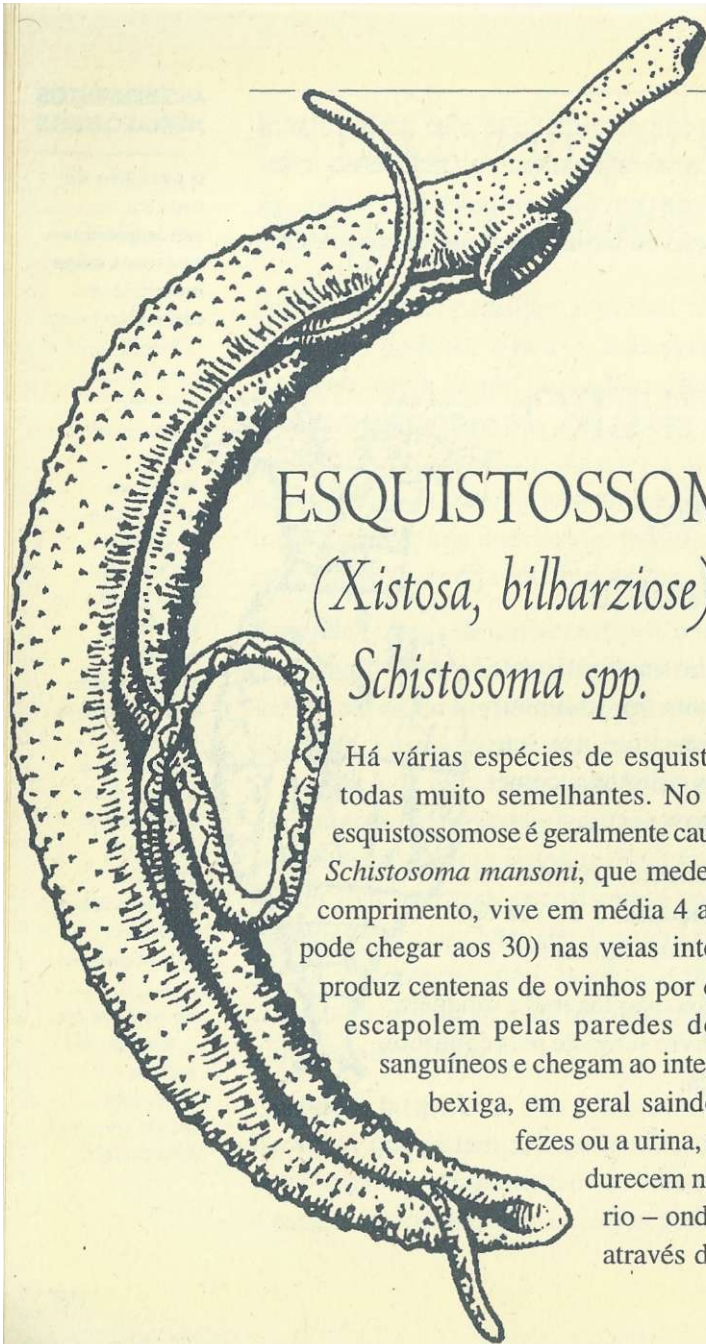 ESQUISTOSSOM
(Xistosa, bilharziose)
Schistosoma spp.
Há várias espécies de esquist
todas muito semelhantes. No
esquistossomose é geralmente cau
Schistosoma mansoni, que mede
comprimento, vive em média 4 a
pode chegar aos 30) nas veias inte
produz centenas de ovinhos por
escapolem pelas paredes d
sanguíneos e chegam ao inte
bexiga, em geral saind
fezes ou a urina,
durecem n
rio – ond
através d